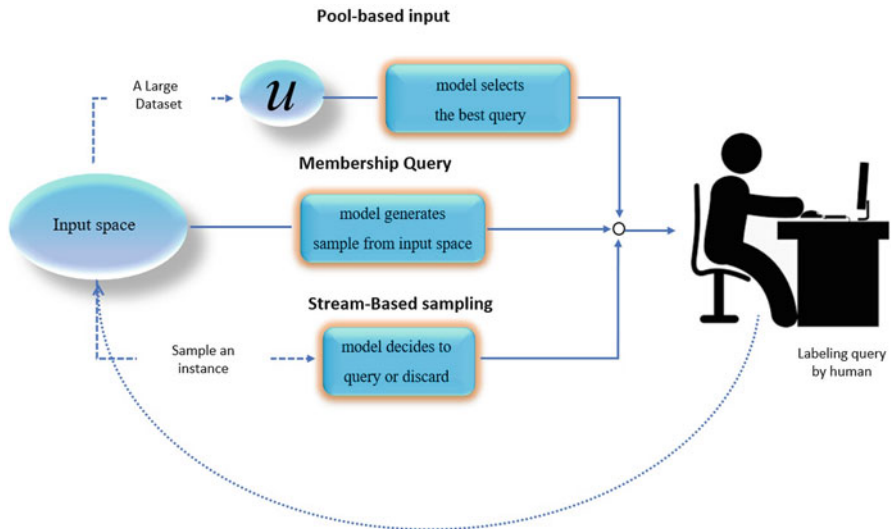 Pool-based input
A Large
Dataset
u
model selects
the best query
Membership Query
Input space
model generates
sample from input space
Stream-Based sampling
Sample an
instance
model decides to
query or discard
Labeling query
by human